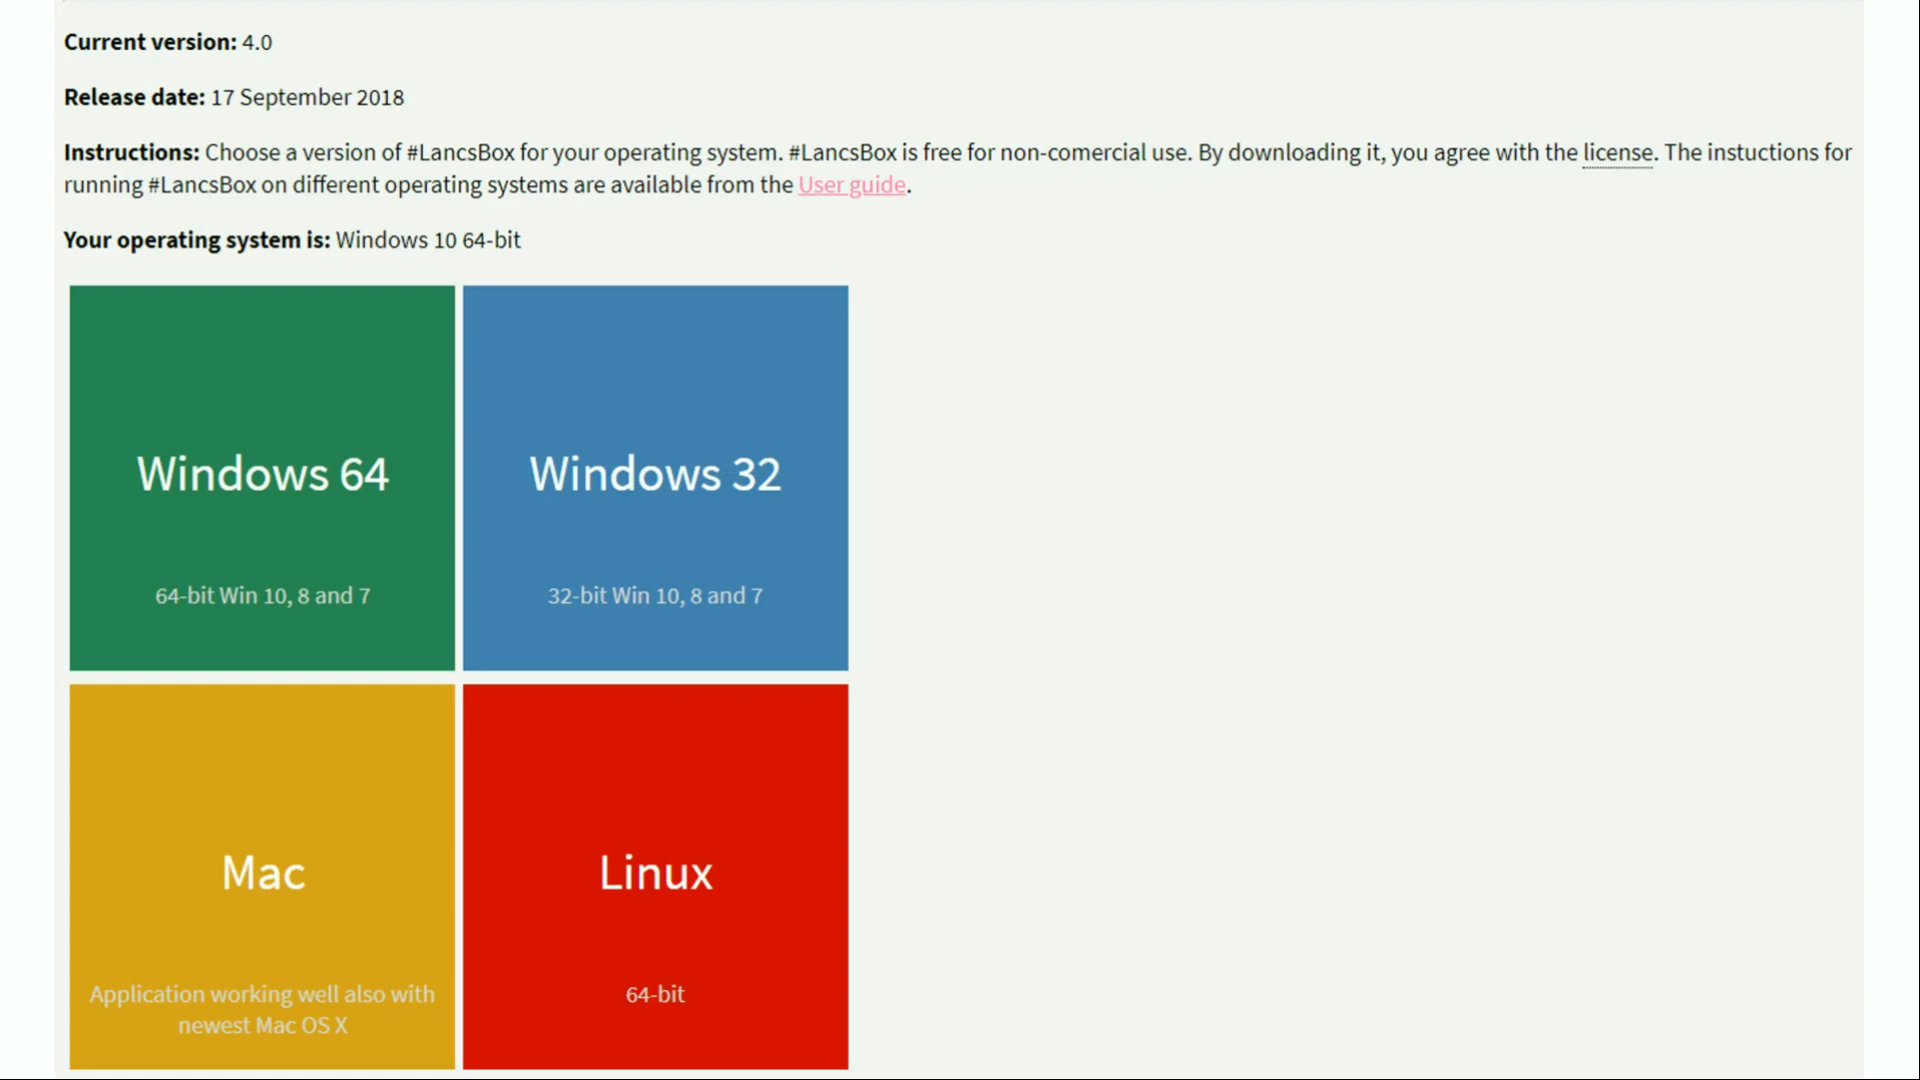 Current version: 4.0
Release date: 17 September 2018
Instructions: Choose a version of #LancsBox for your operating system. #LancsBox is free for non-comercial use. By downloading it, you agree with the license. The instuctions for
running #LancsBox on different operating systems are available from the User guide.
Your operating system is: Windows 10 64-bit
Windows 64
64-bit Win 10, 8 and 7
Windows 32
32-bit Win 10, 8 and 7
Mac
Application working well also with
newest Mac OS X
Linux
64-bit